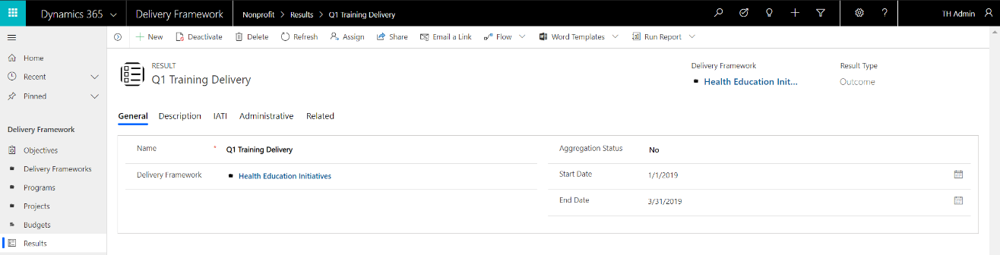 Dynamics 365 Delivery Framework Nonprofit > Results > Q1 Training Delivery ? TH Admin
New Deactivate Delete Refresh Assign Share Email a Link Flow Word Templates Run Report
Home
Recent
Pinned
Delivery Framework
Objectives
Delivery Frameworks
Programs
Projects
Budgets
Results
RESULT
Q1 Training Delivery
Delivery Framework
Health Education Init...
Result Type
Outcome
General Description IATI Administrative Related
Name * Q1 Training Delivery
Delivery Framework Health Education Initiatives
Aggregation Status No
Start Date 1/1/2019
End Date 3/31/2019